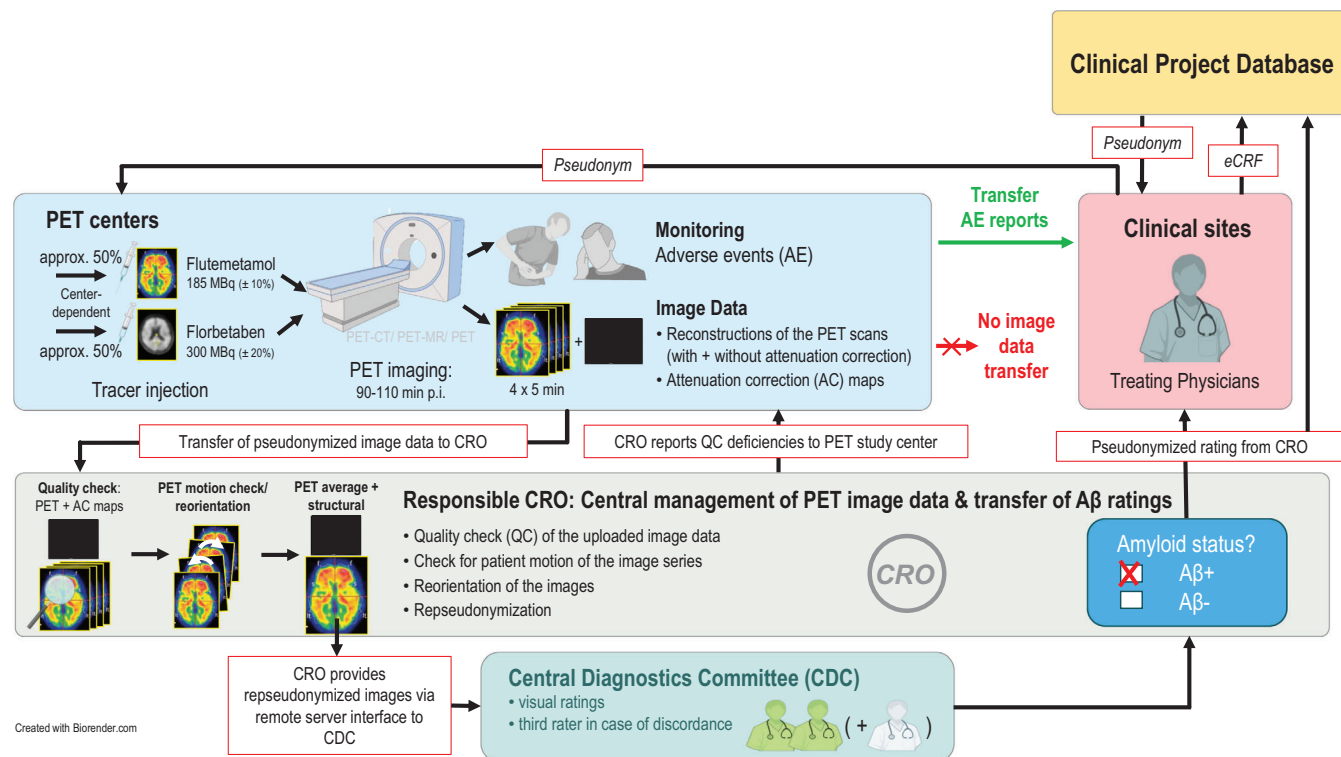 Clinical Project Database
Pseudonym
Pseudonym
eCRF
PET centers
approx. 50%
Center-
dependent
approx. 50%
Flutemetamol
185 MBq (± 10%)
Florbetaben
300 MBq (± 20%)
Tracer injection
PET-CT/ PET-MR/ PET
PET imaging:
90-110 min p.i.
+
4 x 5 min
Monitoring
Adverse events (AE)
Image Data
• Reconstructions of the PET scans
(with + without attenuation correction)
• Attenuation correction (AC) maps
Transfer
AE reports
No image
data
transfer
Clinical sites
Treating Physicians
Transfer of pseudonymized image data to CRO
CRO reports QC deficiencies to PET study center
Pseudonymized rating from CRO
Quality check:
PET + AC maps
PET motion check/
reorientation
PET average +
structural
Responsible CRO: Central management of PET image data & transfer of Aβ ratings
• Quality check (QC) of the uploaded image data
• Check for patient motion of the image series
• Reorientation of the images
• Repseudonymization
CRO
Amyloid status?
Aβ+
Aβ-
CRO provides
repseudonymized images via
remote server interface to
CDC
Central Diagnostics Committee (CDC)
• visual ratings
• third rater in case of discordance
( + )
Created with Biorender.com